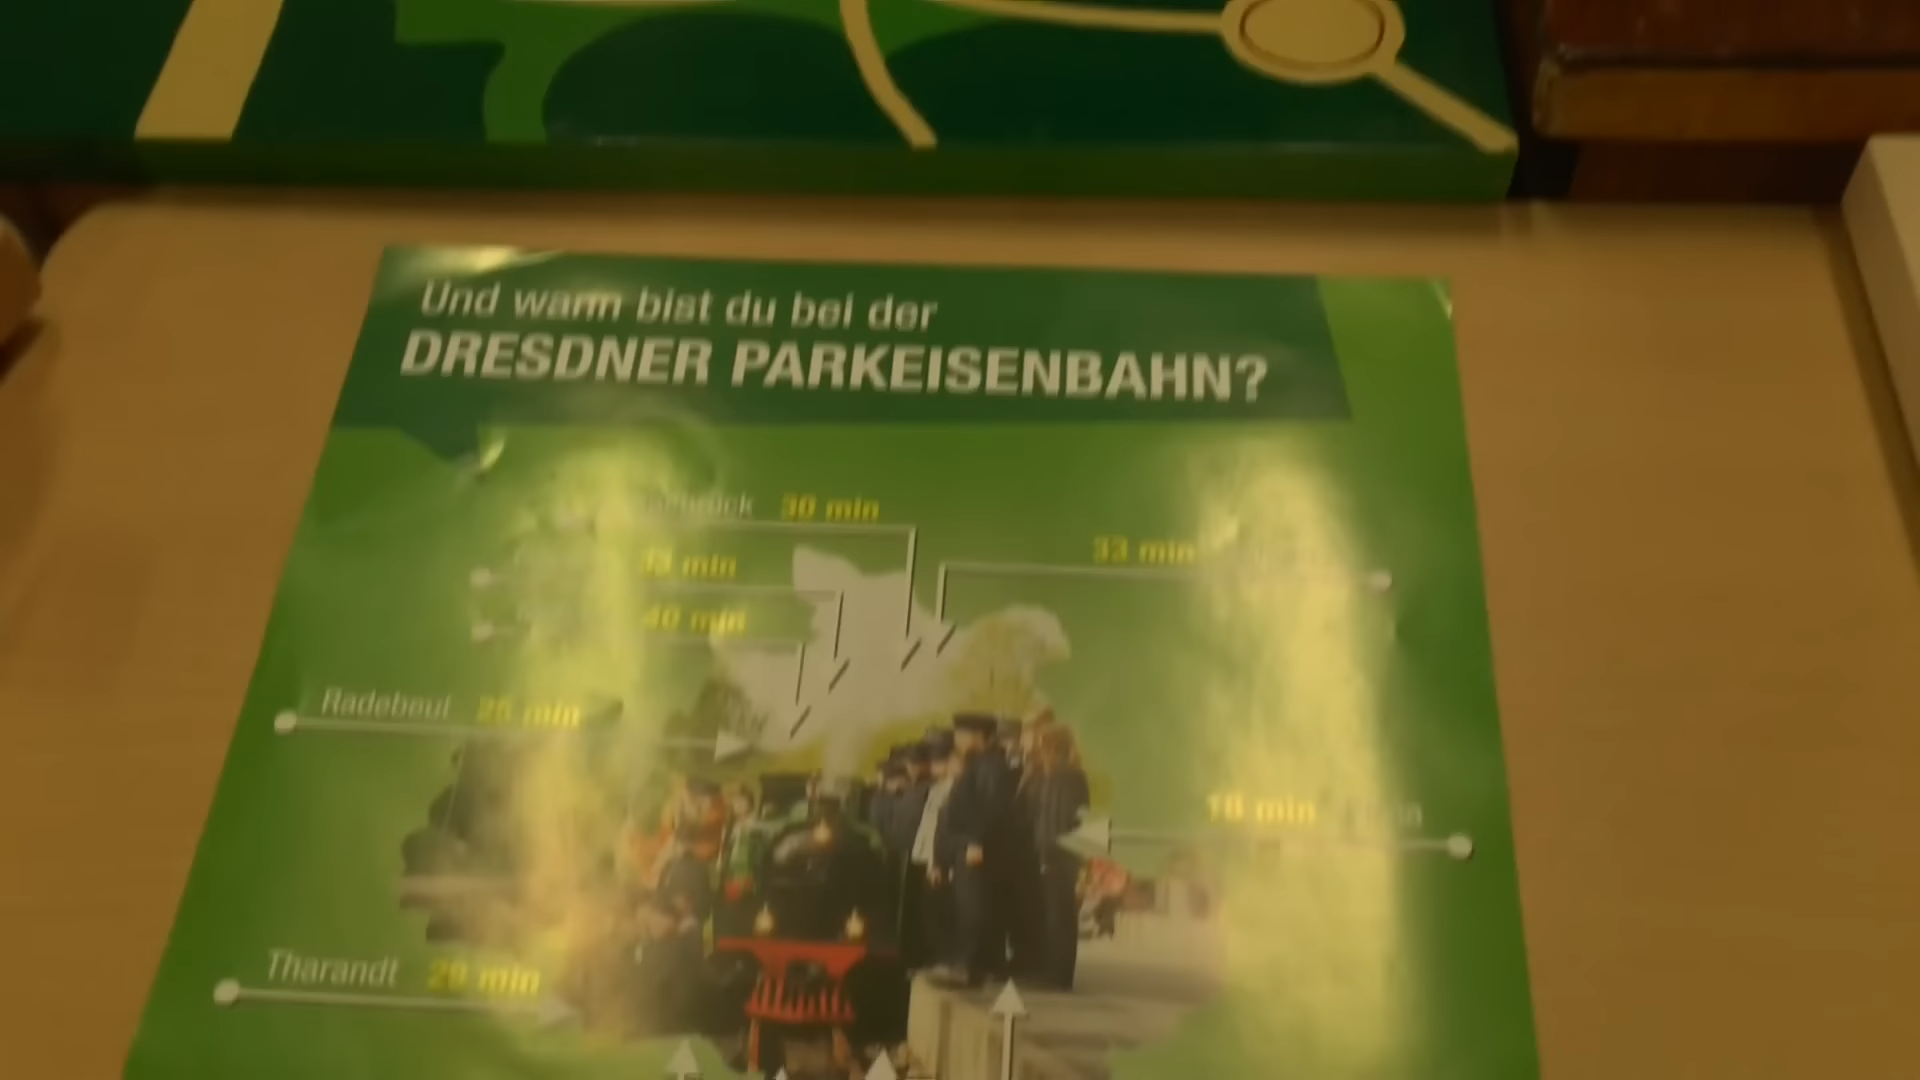 Und wann bist du bei der
DRESDNER PARKEISENBAHN?
30 min
33 min
33 min
40 min
Radebeul 25 min
18 min
Tharandt 29 min